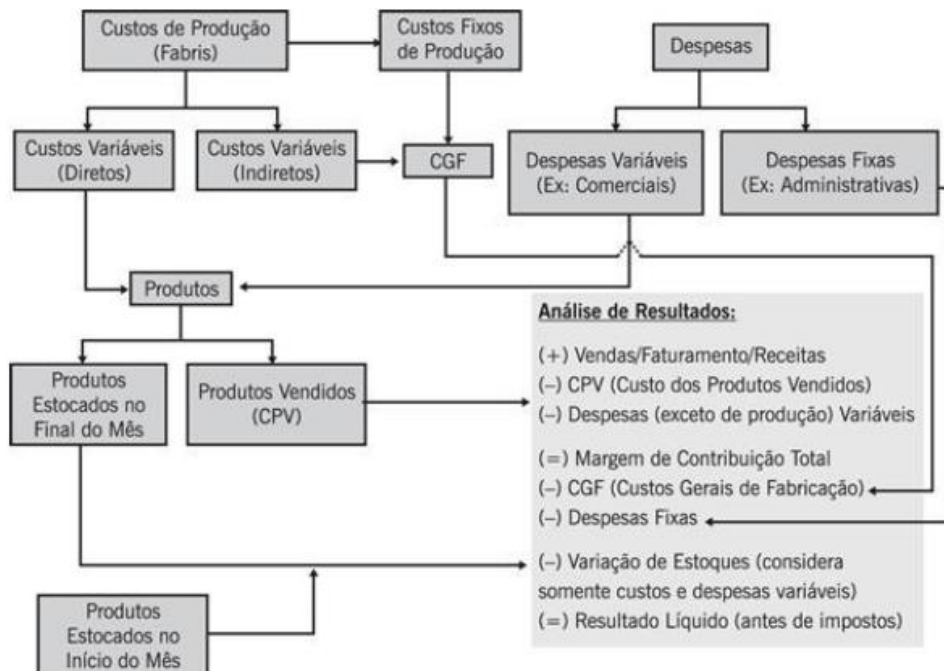 Custos de Produção
(Fabris)
Custos Fixos
de Produção
Despesas
Custos Variáveis
(Diretos)
Custos Variáveis
(Indiretos)
CGF
Despesas Variáveis
(Ex: Comerciais)
Despesas Fixas
(Ex: Administrativas)
Produtos
Produtos
Estocados no
Final do Mês
Produtos Vendidos
(CPV)
Análise de Resultados:
(+) Vendas/Faturamento/Receitas
(–) CPV (Custo dos Produtos Vendidos)
(–) Despesas (exceto de produção) Variáveis
(=) Margem de Contribuição Total
(–) CGF (Custos Gerais de Fabricação)
(–) Despesas Fixas
(–) Variação de Estoques (considera
somente custos e despesas variáveis)
(=) Resultado Líquido (antes de impostos)
Produtos
Estocados no
Início do Mês